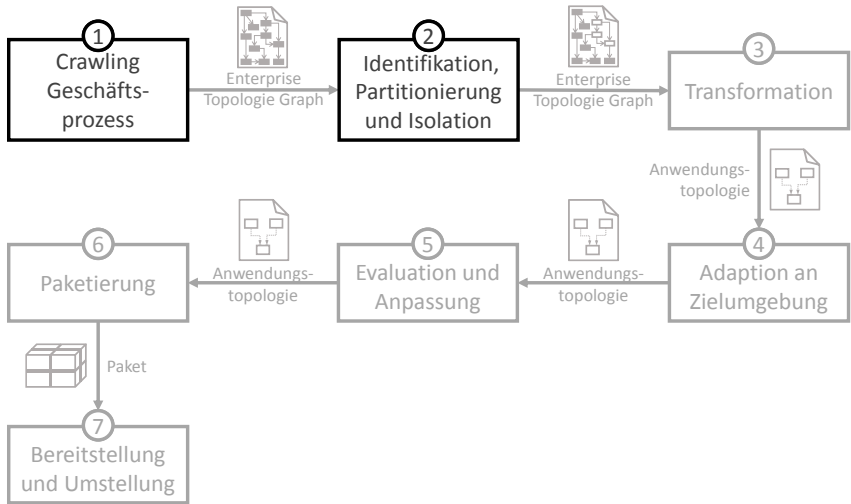 1
Crawling
Geschäfts-
prozess
Enterprise
Topologie Graph
2
Identifikation,
Partitionierung
und Isolation
Enterprise
Topologie Graph
3
Transformation
Anwendungs-
topologie
4
Adaption an
Zielumgebung
Anwendungs-
topologie
5
Evaluation und
Anpassung
Anwendungs-
topologie
6
Paketierung
Paket
7
Bereitstellung
und Umstellung